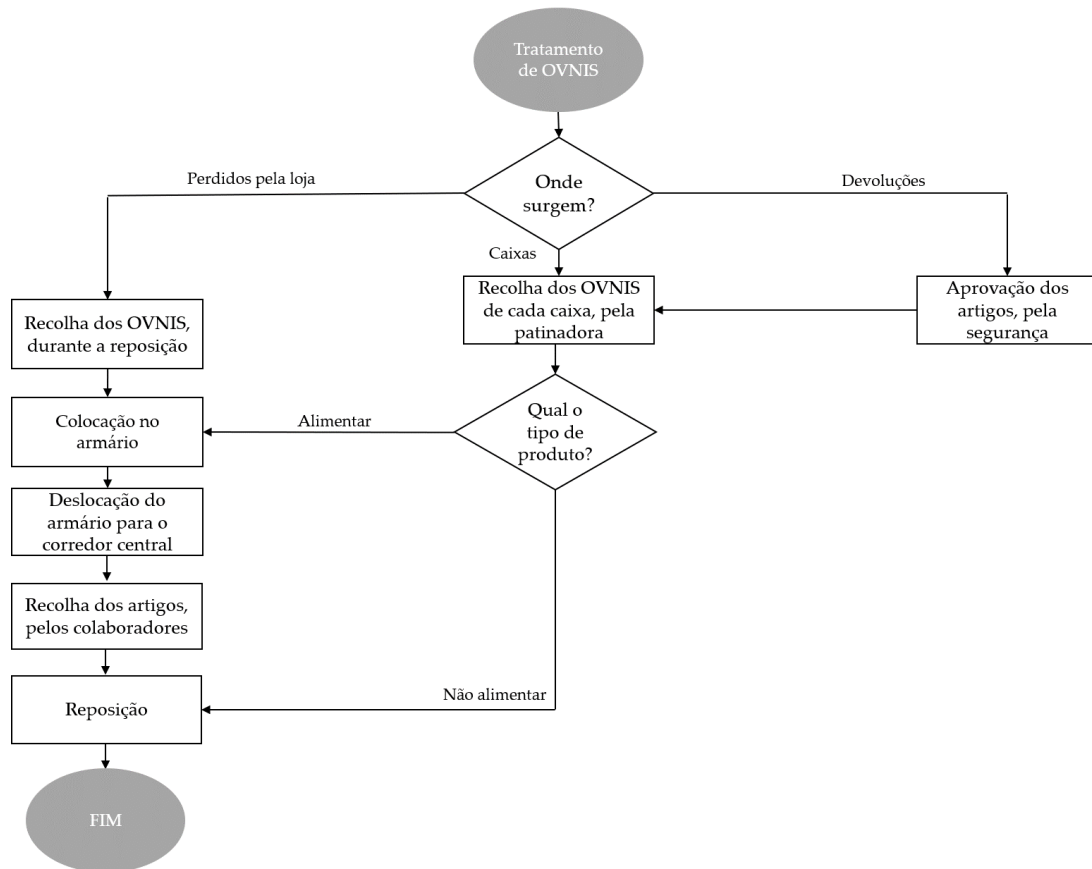 Tratamento
de OVNIS
Onde
surgem?
Perdidos pela loja
Devoluções
Caixas
Recolha dos OVNIS,
durante a reposição
Recolha dos OVNIS
de cada caixa, pela
patinadora
Aprovação dos
artigos, pela
segurança
Colocação no
armário
Alimentar
Qual o
tipo de
produto?
Deslocação do
armário para o
corredor central
Recolha dos artigos,
pelos colaboradores
Não alimentar
Reposição
FIM